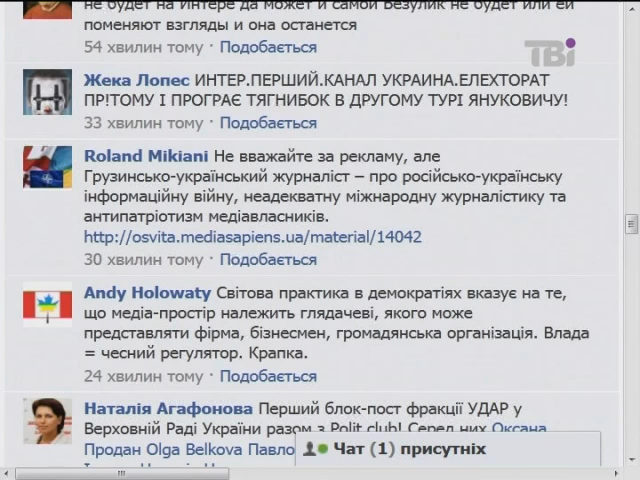 не будет на Интере да может и самой Безулик не будет или ей
поменяют взгляды и она останется
54 хвилин тому · Подобається
ТВі
Жека Лопес ИНТЕР.ПЕРШИЙ.КАНАЛ УКРАИНА.ЕЛЕХТОРАТ
ПР!ТОМУ І ПРОГРАЄ ТЯГНИБОК В ДРУГОМУ ТУРІ ЯНУКОВИЧУ!
33 хвилин тому · Подобається
Roland Mikiani Не вважайте за рекламу, але
Грузинсько-український журналіст – про російсько-українську
інформаційну війну, неадекватну міжнародну журналістику та
антипатріотизм медіавласників.
http://osvita.mediasapiens.ua/material/14042
30 хвилин тому · Подобається
Andy Holowaty Світова практика в демократіях вказує на те,
що медіа-простір належить глядачеві, якого може
представляти фірма, бізнесмен, громадянська організація. Влада
= чесний регулятор. Крапка.
24 хвилин тому · Подобається
Наталія Агафонова Перший блок-пост фракції УДАР у
Верховній Раді України разом з Polit club! Серед них Оксана
Продан Olga Belkova Павло
Чат (1) присутніх